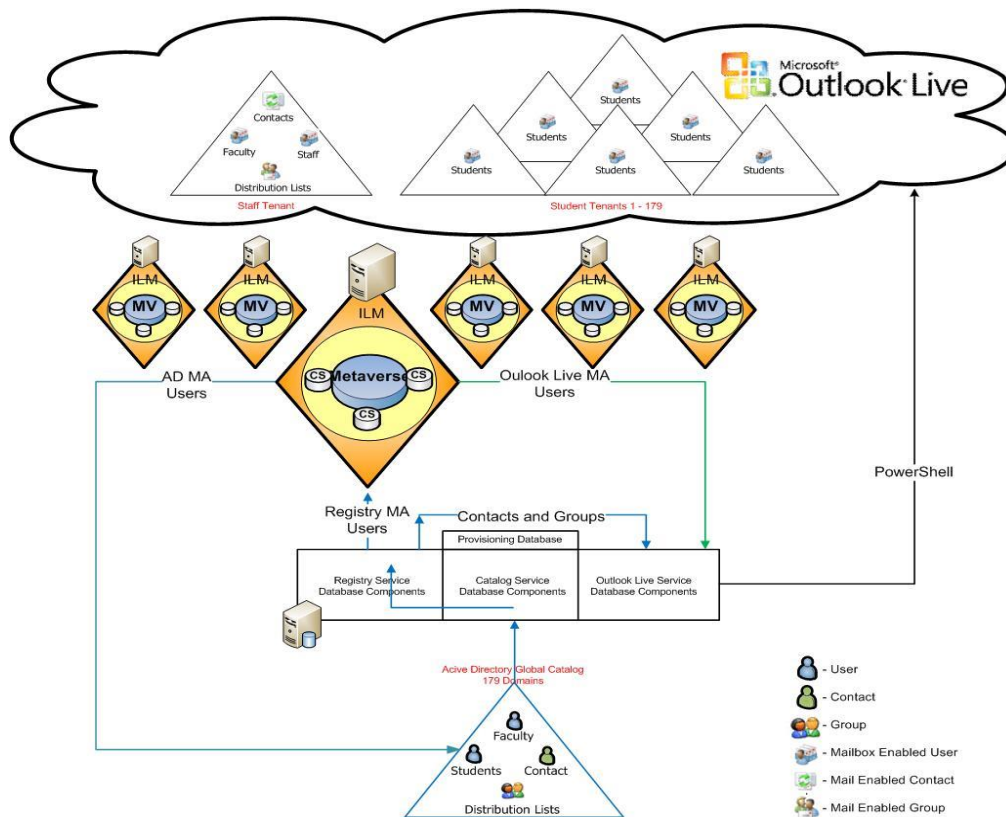 Microsoft®
Outlook Live
Contacts
Faculty
Staff
Distribution Lists
Staff Tenant
Students
Students
Students
Students
Students
Students
Student Tenants 1 - 179
ILM
MV
ILM
MV
ILM
Metaverse
CS
CS
CS
ILM
MV
ILM
MV
ILM
MV
AD MA
Users
Oulook Live MA
Users
PowerShell
Registry MA
Users
Contacts and Groups
Provisioning Database
Registry Service
Database Components
Catalog Service
Database Components
Outlook Live Service
Database Components
Acive Directory Global Catalog
179 Domains
Faculty
Students
Contact
Distribution Lists
- User
- Contact
- Group
- Mailbox Enabled User
- Mail Enabled Contact
- Mail Enabled Group